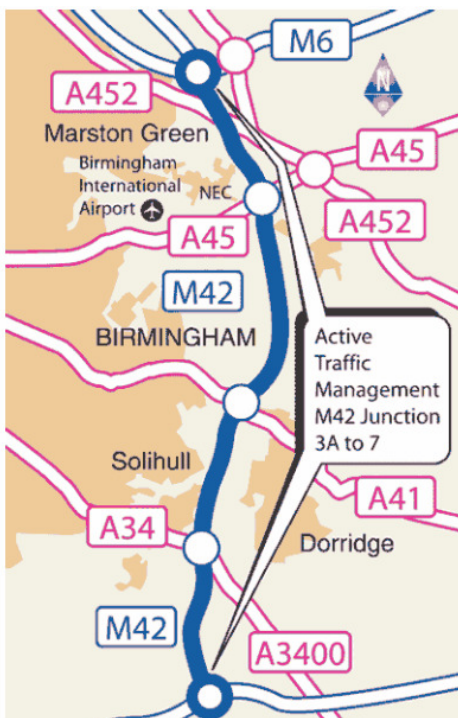 M6
N
A452
Marston Green
Birmingham
International
Airport
NEC
A45
A452
A45
M42
BIRMINGHAM
Active
Traffic
Management
M42 Junction
3A to 7
Solihull
A41
A34
Dorridge
M42
A3400